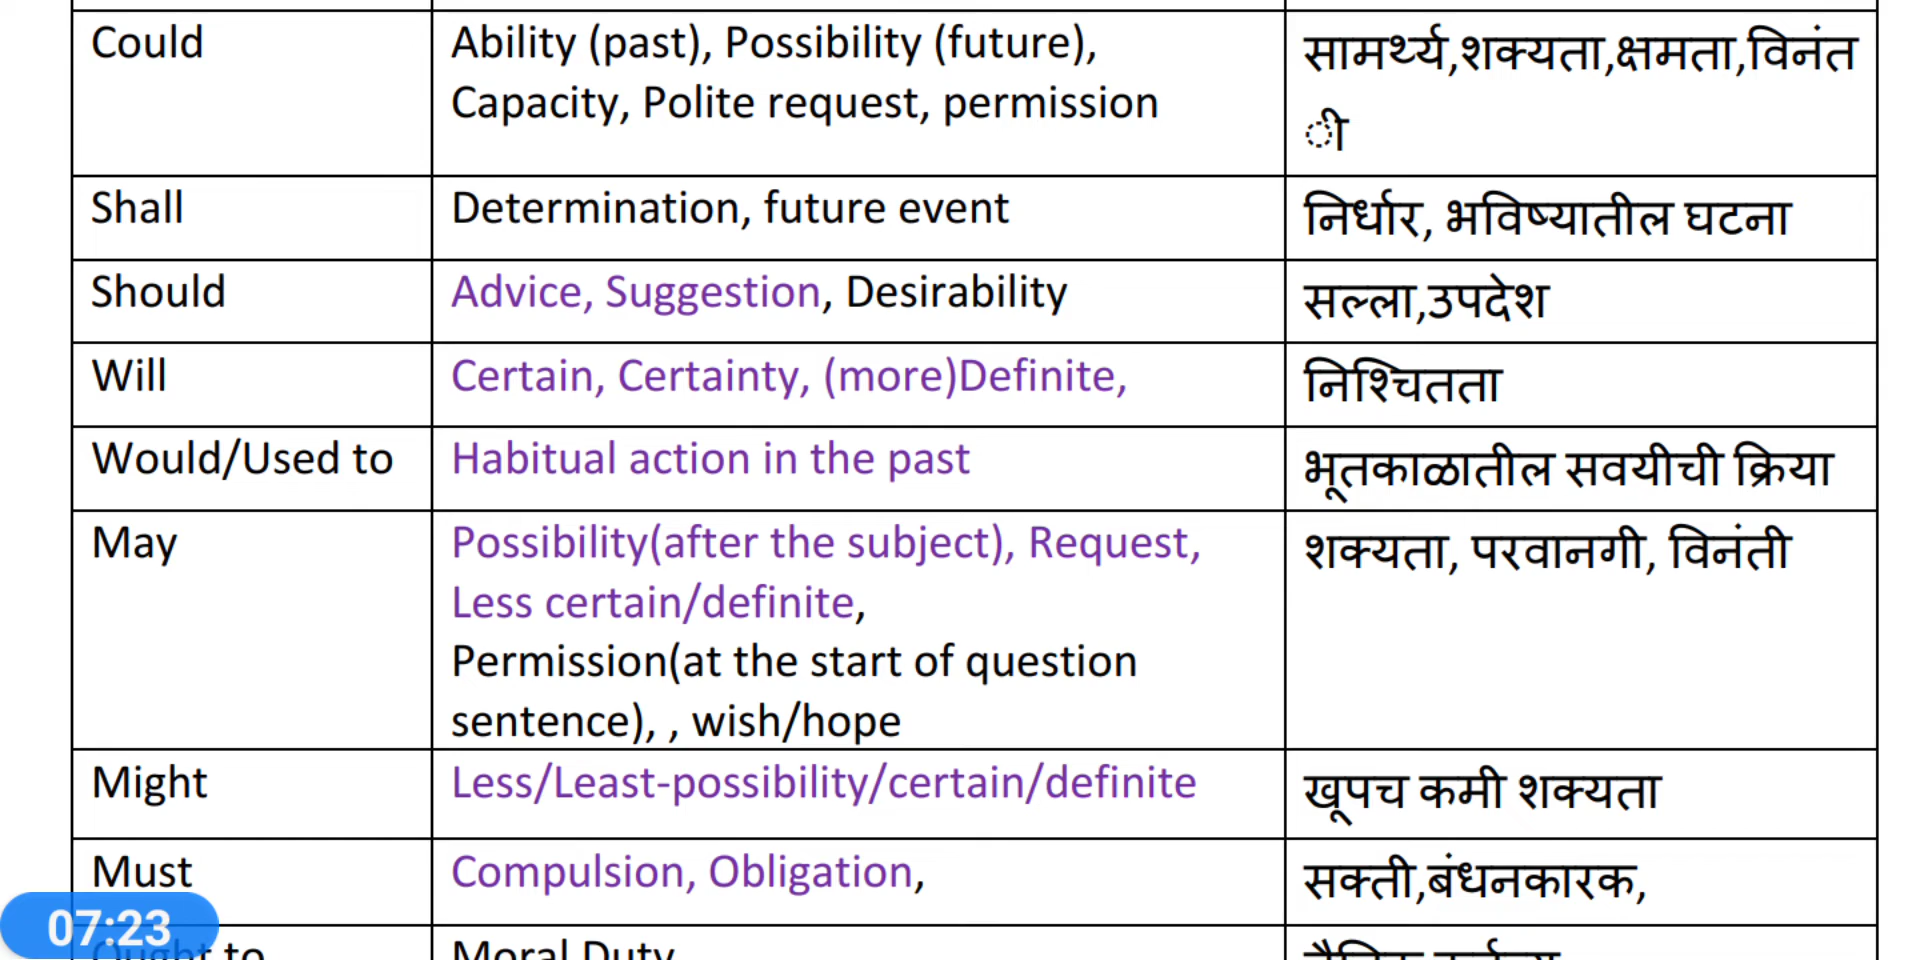 Could
Ability (past), Possibility (future),
Capacity, Polite request, permission
सामर्थ्य,शक्यता,क्षमता,विनंत
ी
Shall
Determination, future event
निर्धार, भविष्यातील घटना
Should
Advice, Suggestion, Desirability
सल्ला,उपदेश
Will
Certain, Certainty, (more)Definite,
निश्चितता
Would/Used to
Habitual action in the past
भूतकाळातील सवयीची क्रिया
May
Possibility(after the subject), Request,
Less certain/definite,
Permission(at the start of question
sentence), , wish/hope
शक्यता, परवानगी, विनंती
Might
Less/Least-possibility/certain/definite
खूपच कमी शक्यता
Must
Compulsion, Obligation,
सक्ती,बंधनकारक,
07:23
Ought to
Moral Duty